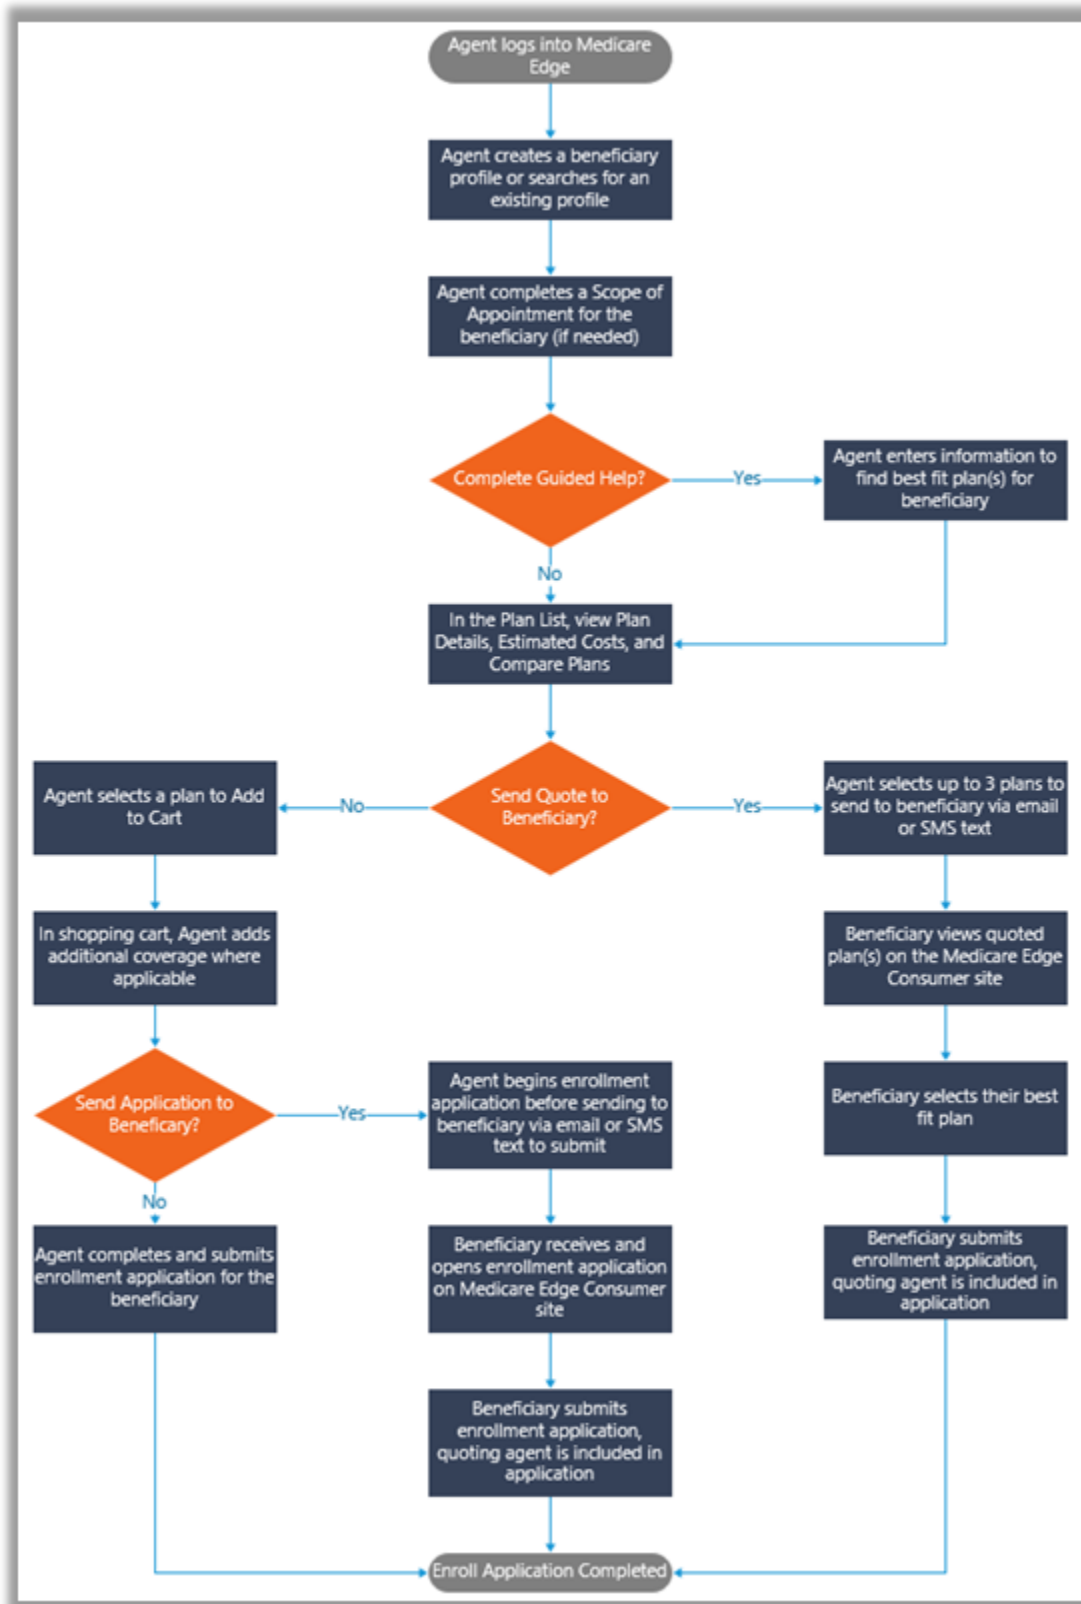 Agent logs into Medicare
Edge
Agent creates a beneficiary
profile or searches for an
existing profile
Agent completes a Scope of
Appointment for the
beneficiary (if needed)
Complete Guided Help?
Yes
Agent enters information to
find best fit plan(s) for
beneficiary
No
In the Plan List, view Plan
Details, Estimated Costs, and
Compare Plans
Send Quote to
Beneficiary?
No
Yes
Agent selects a plan to Add
to Cart
Agent selects up to 3 plans to
send to beneficiary via email
or SMS text
In shopping cart, Agent adds
additional coverage where
applicable
Beneficiary views quoted
plan(s) on the Medicare Edge
Consumer site
Send Application to
Beneficary?
Yes
Agent begins enrollment
application before sending to
beneficiary via email or SMS
text to submit
Beneficiary selects their best
fit plan
No
Agent completes and submits
enrollment application for the
beneficiary
Beneficiary receives and
opens enrollment application
on Medicare Edge Consumer
site
Beneficiary submits
enrollment application,
quoting agent is included in
application
Beneficiary submits
enrollment application,
quoting agent is included in
application
Enroll Application Completed